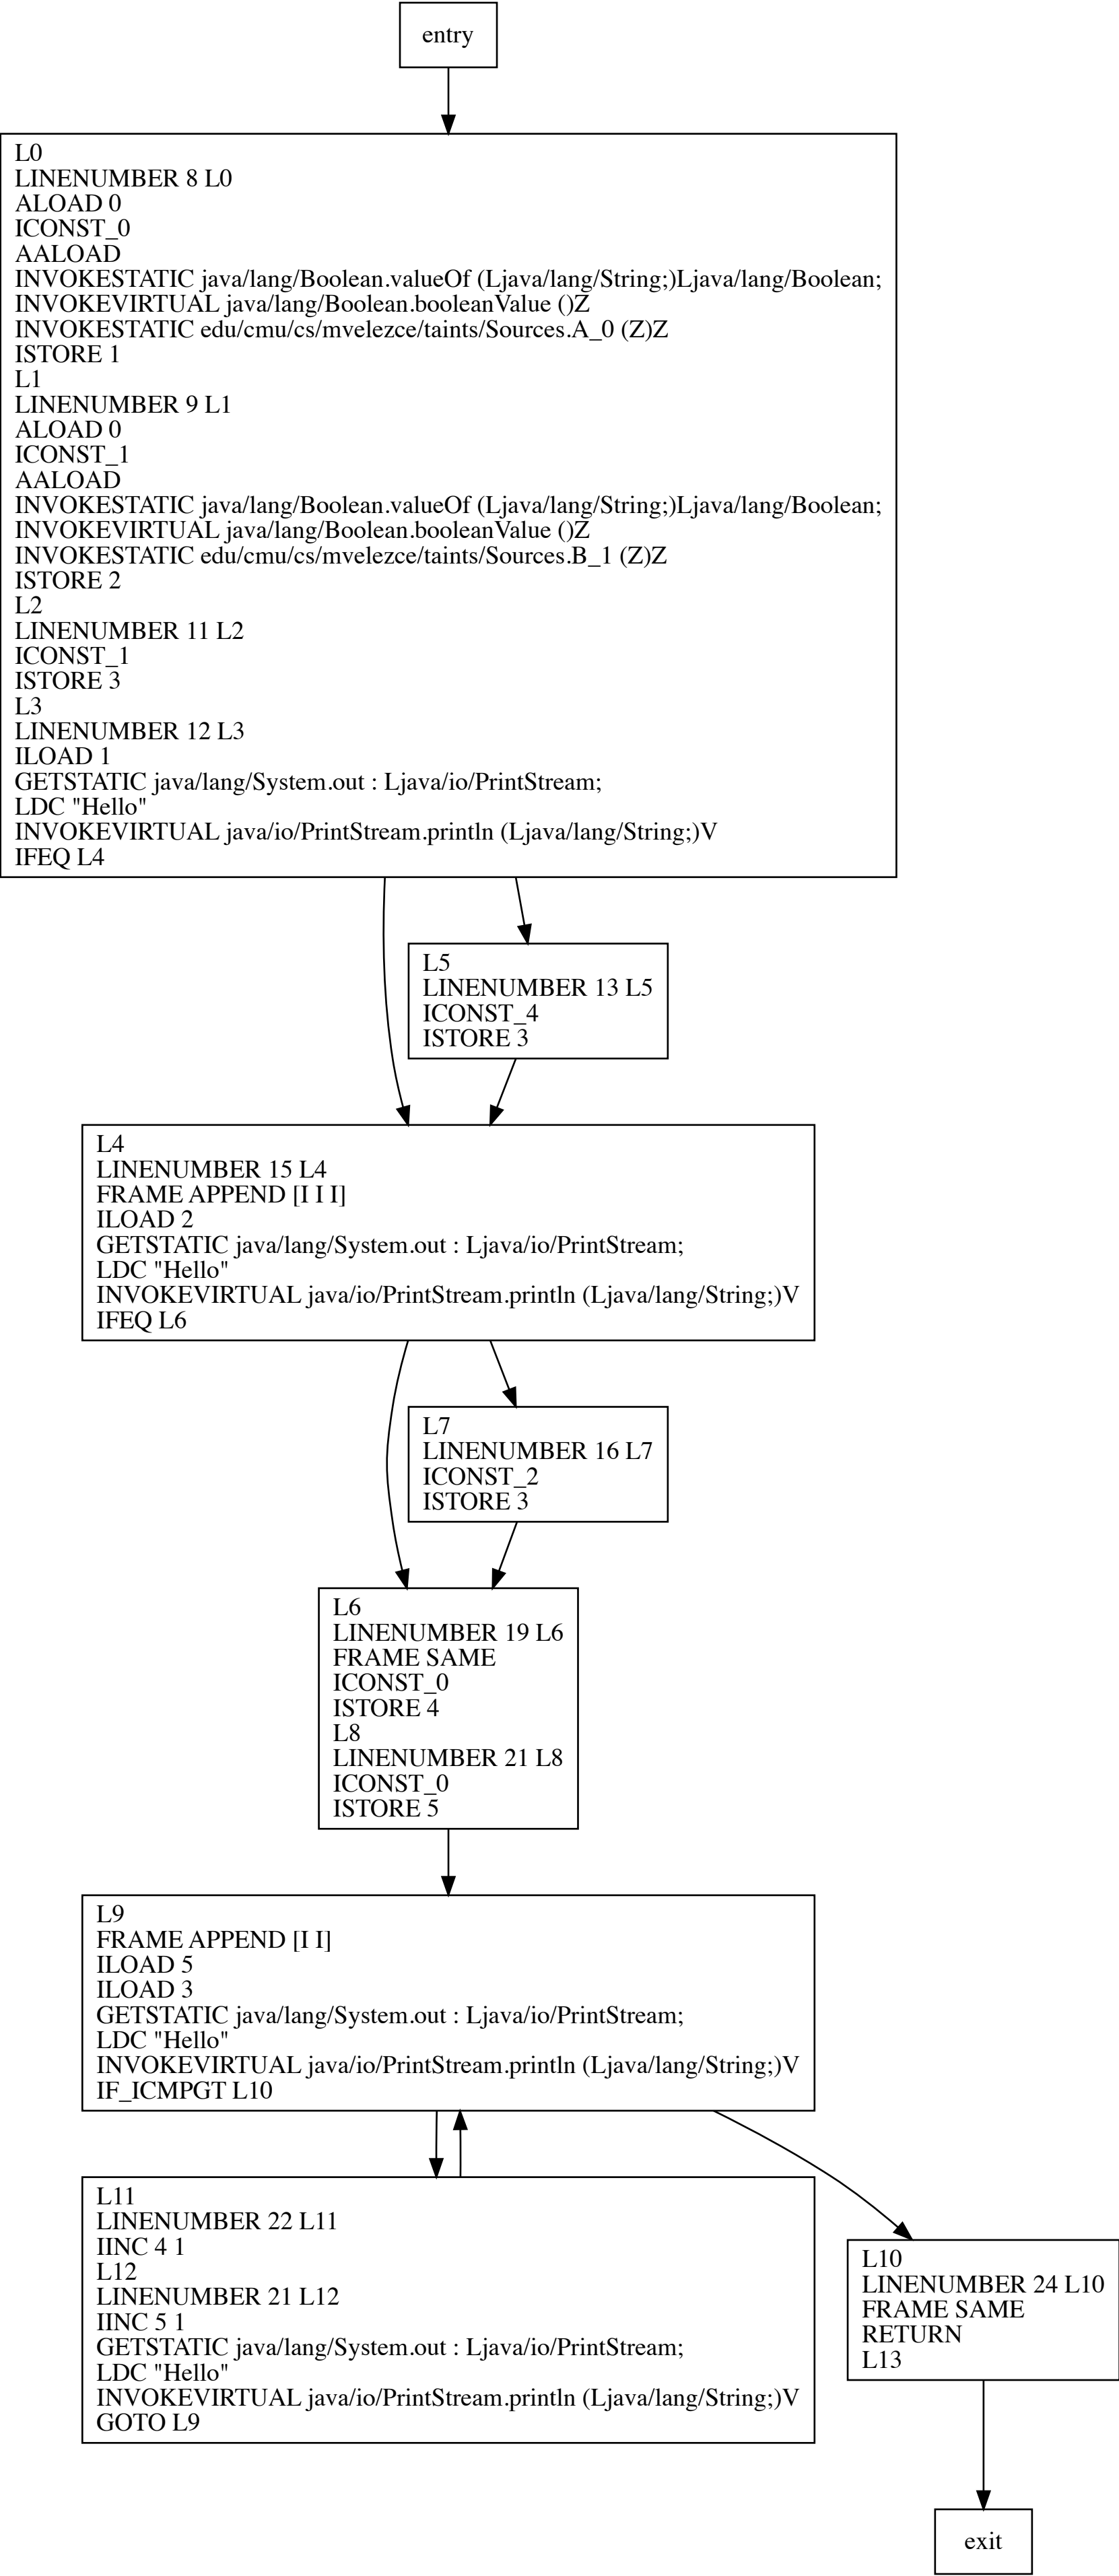 entry
L0
LINENUMBER 8 L0
ALOAD 0
ICONST_0
AALOAD
INVOKESTATIC java/lang/Boolean.valueOf (Ljava/lang/String;)Ljava/lang/Boolean;
INVOKEVIRTUAL java/lang/Boolean.booleanValue ()Z
INVOKESTATIC edu/cmu/cs/mvelezce/taints/Sources.A_0 (Z)Z
ISTORE 1
L1
LINENUMBER 9 L1
ALOAD 0
ICONST_1
AALOAD
INVOKESTATIC java/lang/Boolean.valueOf (Ljava/lang/String;)Ljava/lang/Boolean;
INVOKEVIRTUAL java/lang/Boolean.booleanValue ()Z
INVOKESTATIC edu/cmu/cs/mvelezce/taints/Sources.B_1 (Z)Z
ISTORE 2
L2
LINENUMBER 11 L2
ICONST_1
ISTORE 3
L3
LINENUMBER 12 L3
ILOAD 1
GETSTATIC java/lang/System.out : Ljava/io/PrintStream;
LDC "Hello"
INVOKEVIRTUAL java/io/PrintStream.println (Ljava/lang/String;)V
IFEQ L4
L5
LINENUMBER 13 L5
ICONST_4
ISTORE 3
L4
LINENUMBER 15 L4
FRAME APPEND [I I I]
ILOAD 2
GETSTATIC java/lang/System.out : Ljava/io/PrintStream;
LDC "Hello"
INVOKEVIRTUAL java/io/PrintStream.println (Ljava/lang/String;)V
IFEQ L6
L7
LINENUMBER 16 L7
ICONST_2
ISTORE 3
L6
LINENUMBER 19 L6
FRAME SAME
ICONST_0
ISTORE 4
L8
LINENUMBER 21 L8
ICONST_0
ISTORE 5
L9
FRAME APPEND [I I]
ILOAD 5
ILOAD 3
GETSTATIC java/lang/System.out : Ljava/io/PrintStream;
LDC "Hello"
INVOKEVIRTUAL java/io/PrintStream.println (Ljava/lang/String;)V
IF_ICMPGT L10
L11
LINENUMBER 22 L11
IINC 4 1
L12
LINENUMBER 21 L12
IINC 5 1
GETSTATIC java/lang/System.out : Ljava/io/PrintStream;
LDC "Hello"
INVOKEVIRTUAL java/io/PrintStream.println (Ljava/lang/String;)V
GOTO L9
L10
LINENUMBER 24 L10
FRAME SAME
RETURN
L13
exit